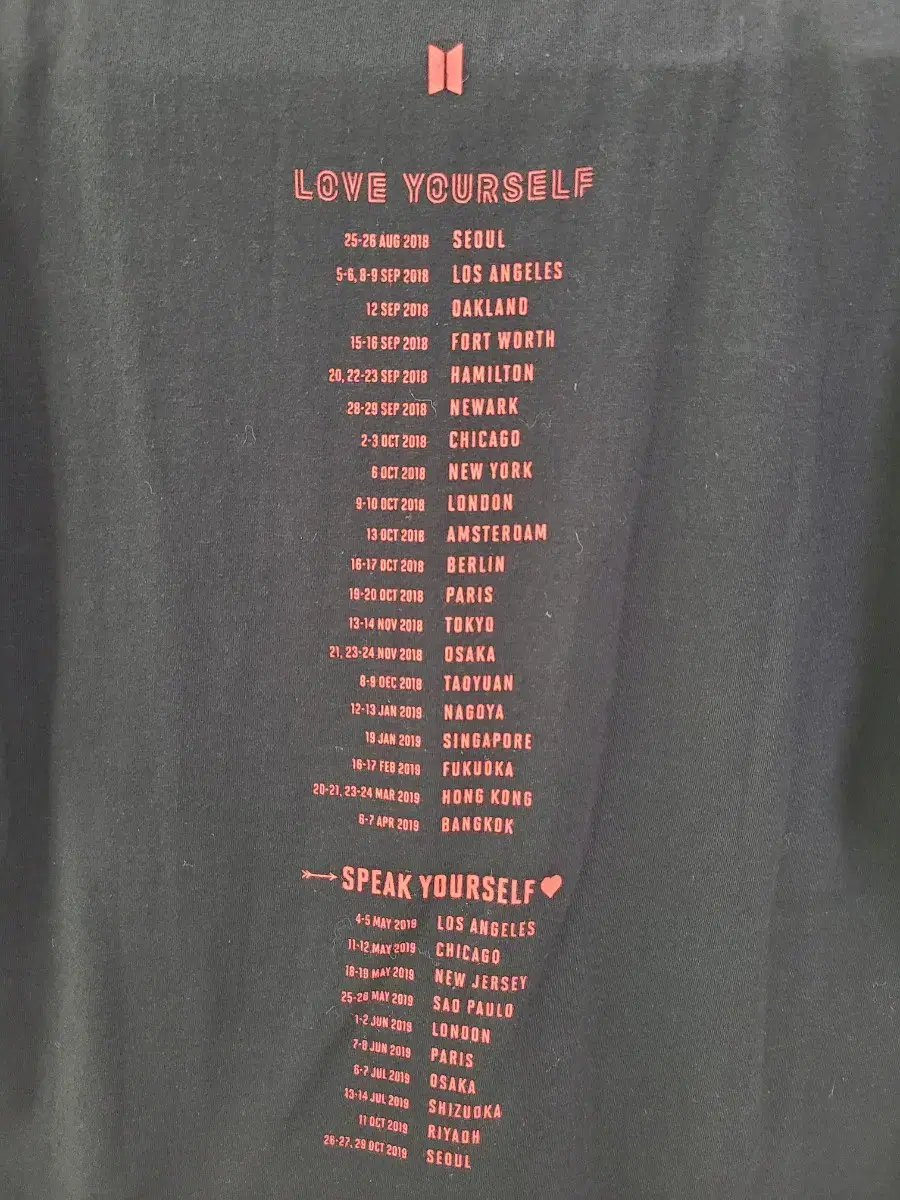 LOVE YOURSELF
25-26 AUG 2018 SEOUL
5-6, 8-9 SEP 2018 LOS ANGELES
12 SEP 2018 OAKLAND
15-16 SEP 2018 FORT WORTH
20, 22-23 SEP 2018 HAMILTON
28-29 SEP 2018 NEWARK
2-3 OCT 2018 CHICAGO
6 OCT 2018 NEW YORK
9-10 OCT 2018 LONDON
13 OCT 2018 AMSTERDAM
16-17 OCT 2018 BERLIN
19-20 OCT 2018 PARIS
13-14 NOV 2018 TOKYO
21, 23-24 NOV 2018 OSAKA
8-9 DEC 2018 TAOYUAN
12-13 JAN 2019 NAGOYA
19 JAN 2019 SINGAPORE
16-17 FEB 2019 FUKUOKA
20-21, 23-24 MAR 2019 HONG KONG
6-7 APR 2019 BANGKOK
SPEAK YOURSELF
4-5 MAY 2019 LOS ANGELES
11-12 MAY 2019 CHICAGO
18-19 MAY 2019 NEW JERSEY
25-26 MAY 2019 SAO PAULO
1-2 JUN 2019 LONDON
7-8 JUN 2019 PARIS
6-7 JUL 2019 OSAKA
13-14 JUL 2019 SHIZUOKA
11 OCT 2019 RIYADH
26-27, 29 OCT 2019 SEOUL